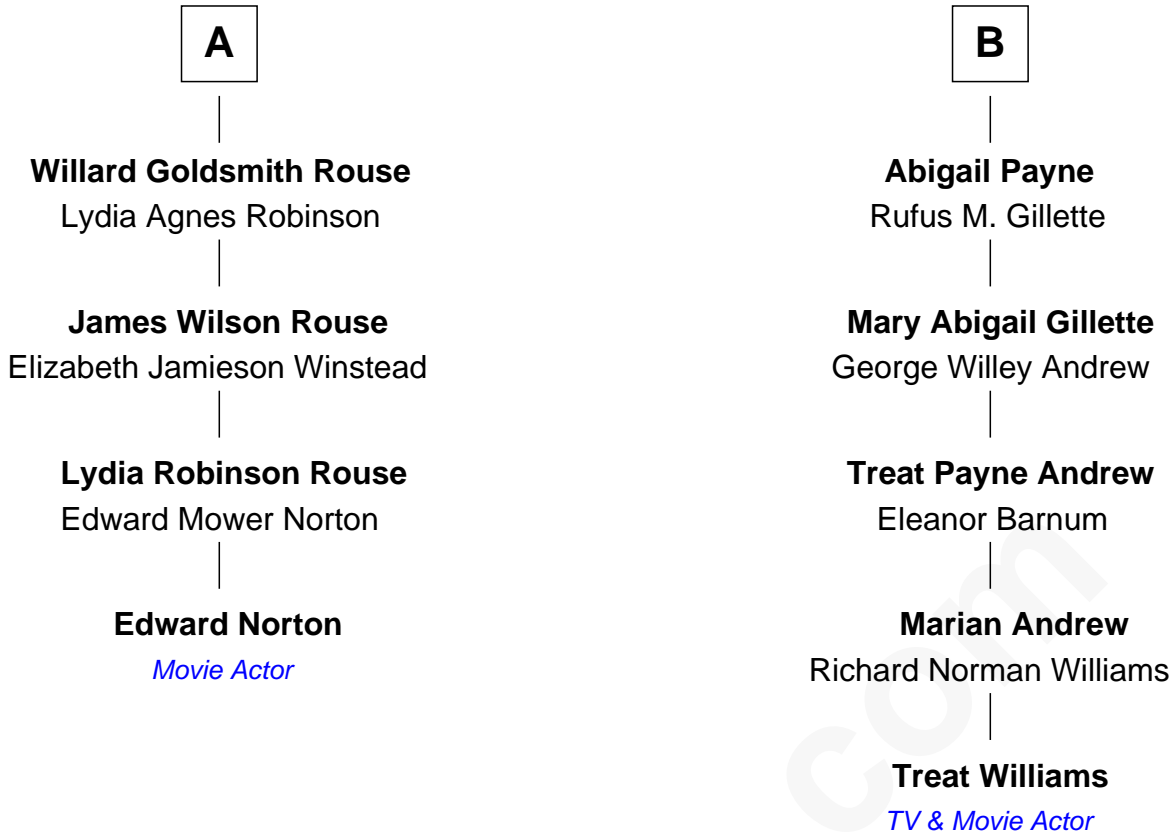 A
Willard Goldsmith Rouse
Lydia Agnes Robinson
James Wilson Rouse
Elizabeth Jamieson Winstead
Lydia Robinson Rouse
Edward Mower Norton
Edward Norton
Movie Actor
B
Abigail Payne
Rufus M. Gillette
Mary Abigail Gillette
George Willey Andrew
Treat Payne Andrew
Eleanor Barnum
Marian Andrew
Richard Norman Williams
Treat Williams
TV & Movie Actor
com